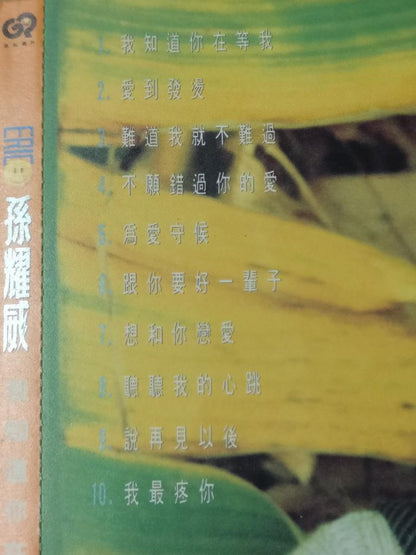 1. 我知道你在等我
2. 愛到發燙
3. 難道我就不難過
4. 不願錯過你的愛
5. 為愛守候
6. 跟你要好一輩子
7. 想和你戀愛
8. 聽聽我的心跳
9. 說再見以後
10. 我最疼你
孫耀威